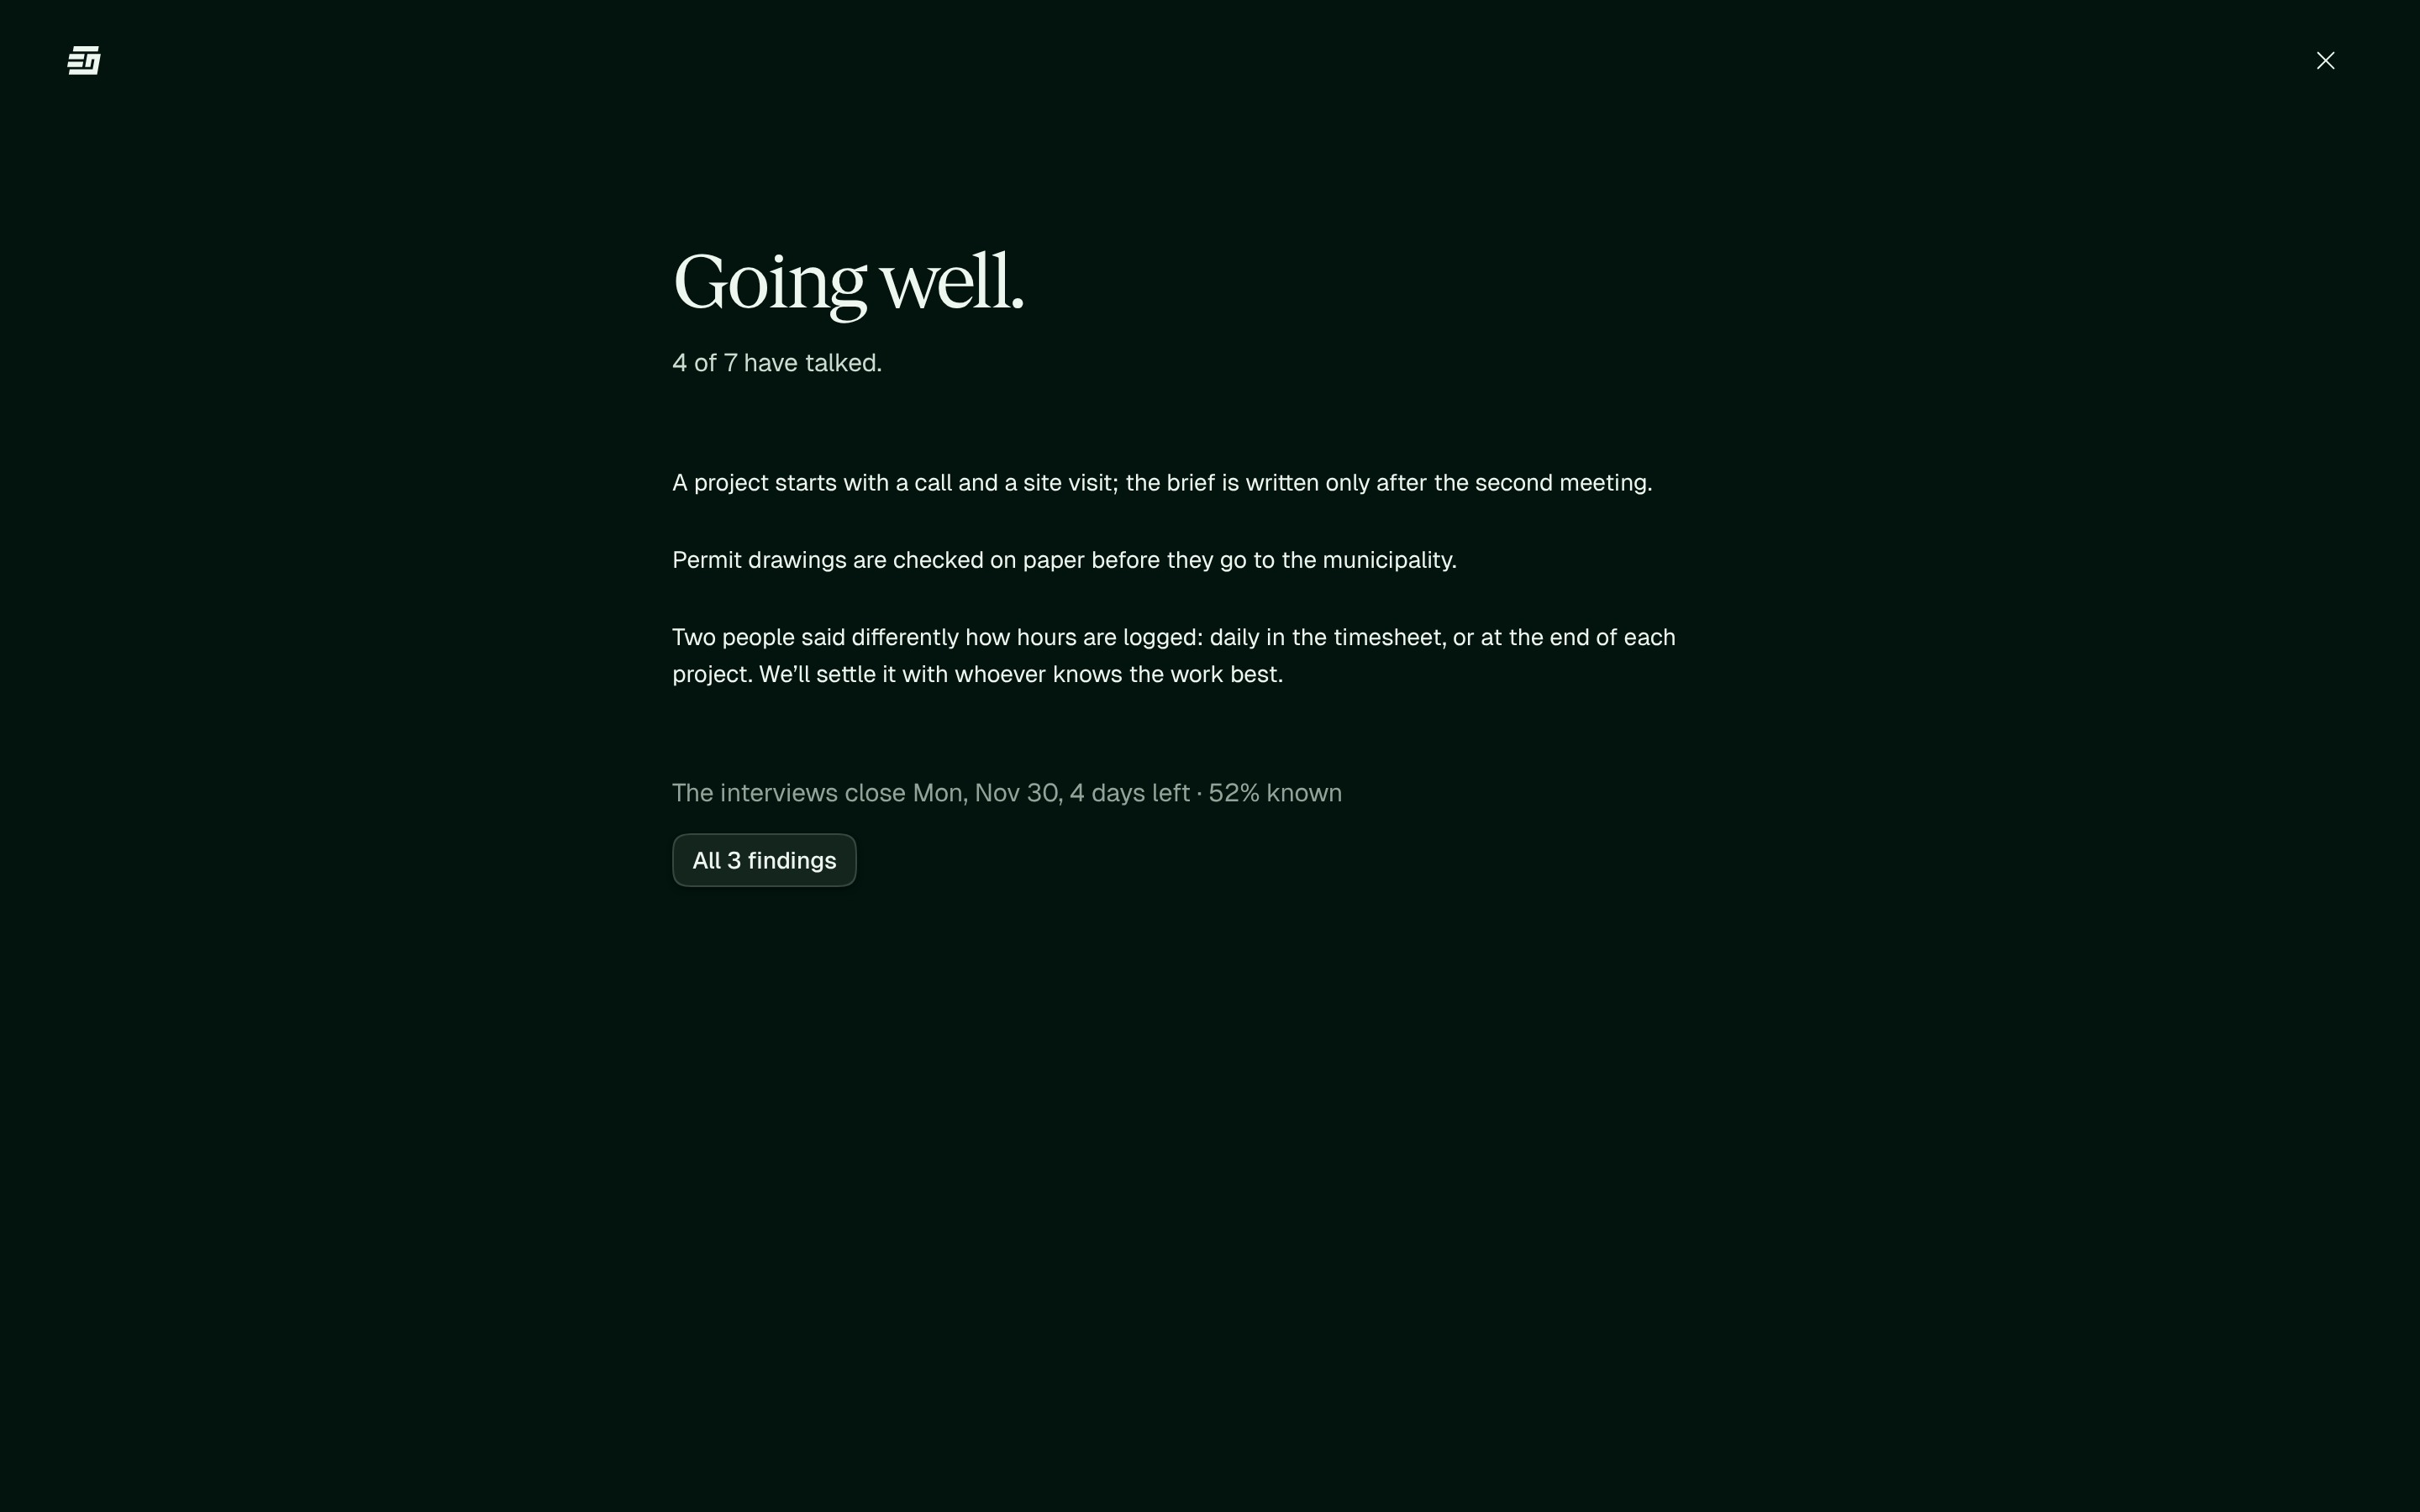 Going well.
4 of 7 have talked.
A project starts with a call and a site visit; the brief is written only after the second meeting.
Permit drawings are checked on paper before they go to the municipality.
Two people said differently how hours are logged: daily in the timesheet, or at the end of each
project. We’ll settle it with whoever knows the work best.
The interviews close Mon, Nov 30, 4 days left · 52% known
All 3 findings